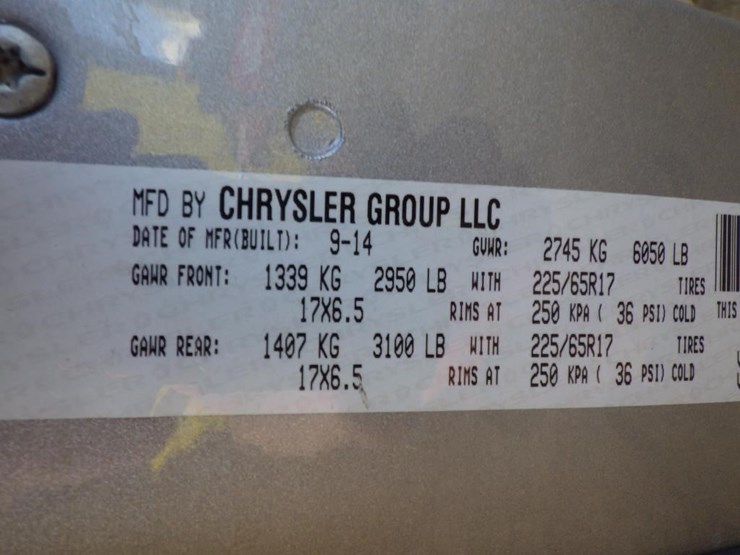 MFD BY CHRYSLER GROUP LLC
DATE OF MFR(BUILT): 9-14 GVWR: 2745 KG 6050 LB
GAWR FRONT: 1339 KG 2950 LB WITH 225/65R17 TIRES
17X6.5 RIMS AT 250 KPA ( 36 PSI) COLD THIS
GAWR REAR: 1407 KG 3100 LB WITH 225/65R17 TIRES
17X6.5 RIMS AT 250 KPA ( 36 PSI) COLD